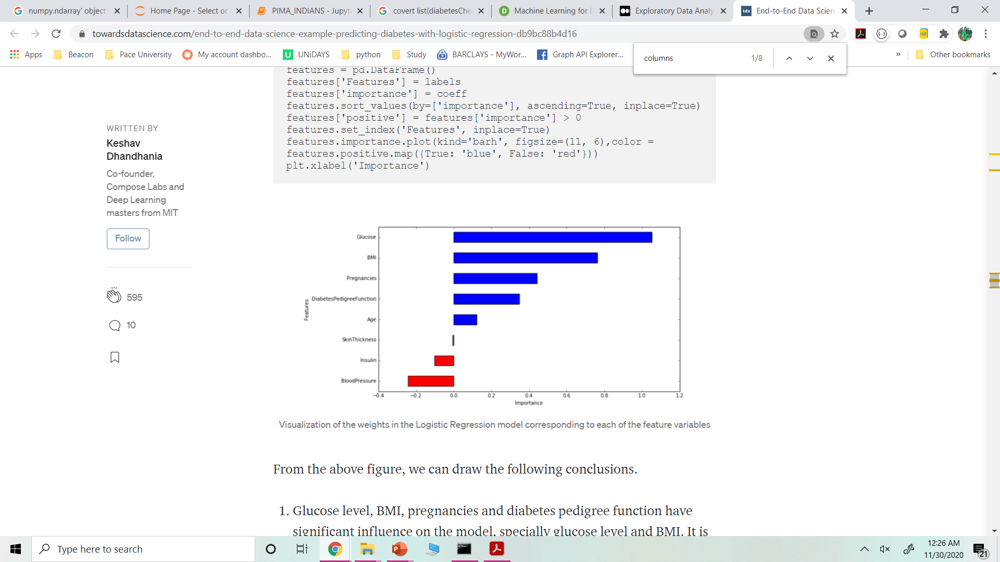 numpy.ndarray' object
Home Page - Select or
PIMA_INDIANS - Jupyt
covert list(diabetesChe
Machine Learning for D
Exploratory Data Analy
tds End-to-End Data Scien
towardsdatascience.com/end-to-end-data-science-example-predicting-diabetes-with-logistic-regression-db9bc88b4d16
Apps
Beacon
Pace University
My account dashbo...
UNiDAYS
python
Study
BARCLAYS - MyWor...
Graph API Explorer...
»
Other bookmarks
columns 1/8
features = pd.DataFrame()
features['Features'] = labels
features['importance'] = coeff
features.sort_values(by=['importance'], ascending=True, inplace=True)
features['positive'] = features['importance'] > 0
features.set_index('Features', inplace=True)
features.importance.plot(kind='barh', figsize=(11, 6),color =
features.positive.map({True: 'blue', False: 'red'}))
plt.xlabel('Importance')
WRITTEN BY
Keshav
Dhandhania
Co-founder,
Compose Labs and
Deep Learning
masters from MIT
Follow
595
10
Glucose
BMI
Pregnancies
DiabetesPedigreeFunction
Age
SkinThickness
Insulin
BloodPressure
Features
−0.4 −0.2 0.0 0.2 0.4 0.6 0.8 1.0 1.2
Importance
Visualization of the weights in the Logistic Regression model corresponding to each of the feature variables
From the above figure, we can draw the following conclusions.
1. Glucose level, BMI, pregnancies and diabetes pedigree function have
significant influence on the model, specially glucose level and BMI. It is
Type here to search
12:26 AM
11/30/2020
21